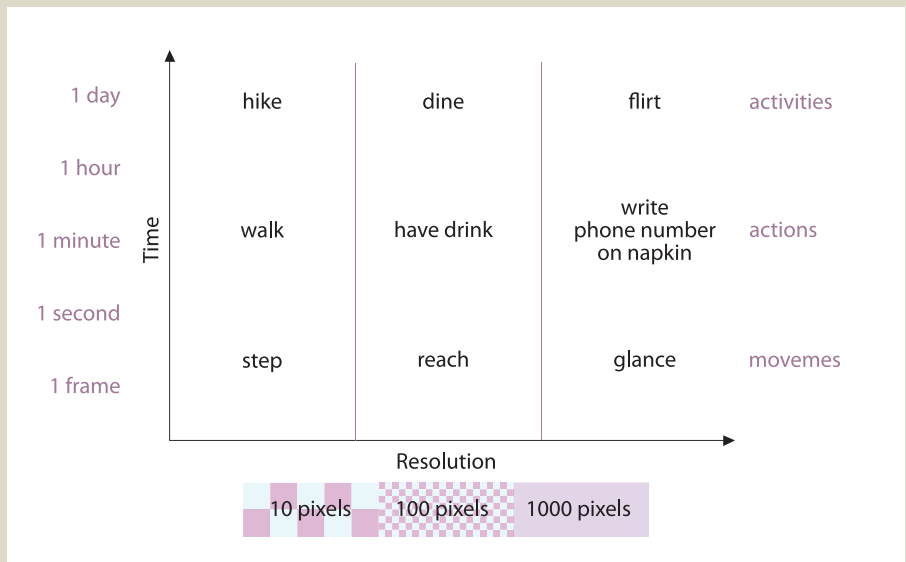 1 day
hike
dine
flirt
activities
1 hour
1 minute
Time
walk
have drink
write
phone number
on napkin
actions
1 second
step
reach
glance
movemes
1 frame
Resolution
10 pixels
100 pixels
1000 pixels